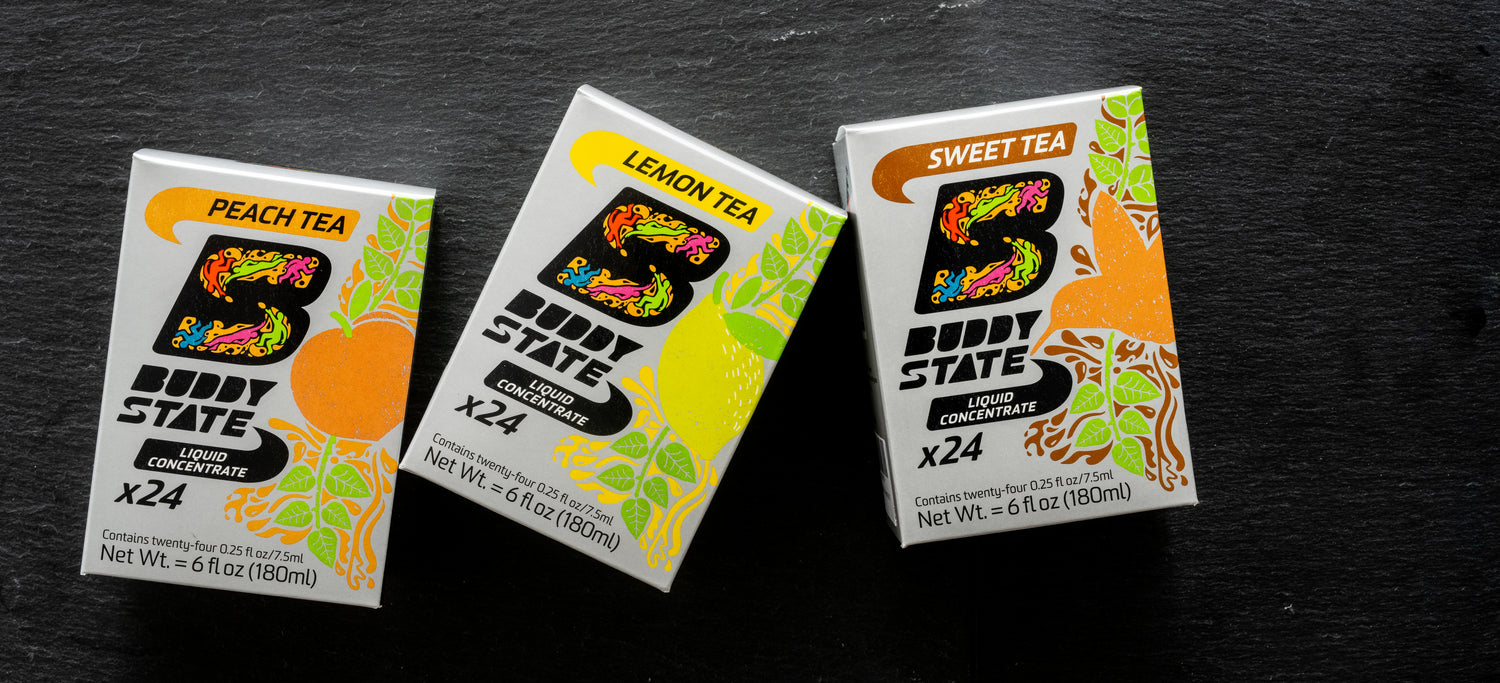 PEACH TEA
BUDDY
STATE
LIQUID
CONCENTRATE
x24
Contains twenty-four 0.25 fl oz/7.5ml
Net Wt. = 6 fl oz (180ml)
LEMON TEA
BUDDY
STATE
LIQUID
CONCENTRATE
x24
Contains twenty-four 0.25 fl oz/7.5ml
Net Wt. = 6 fl oz (180ml)
SWEET TEA
BUDDY
STATE
LIQUID
CONCENTRATE
x24
Contains twenty-four 0.25 fl oz/7.5ml
Net Wt. = 6 fl oz (180ml)